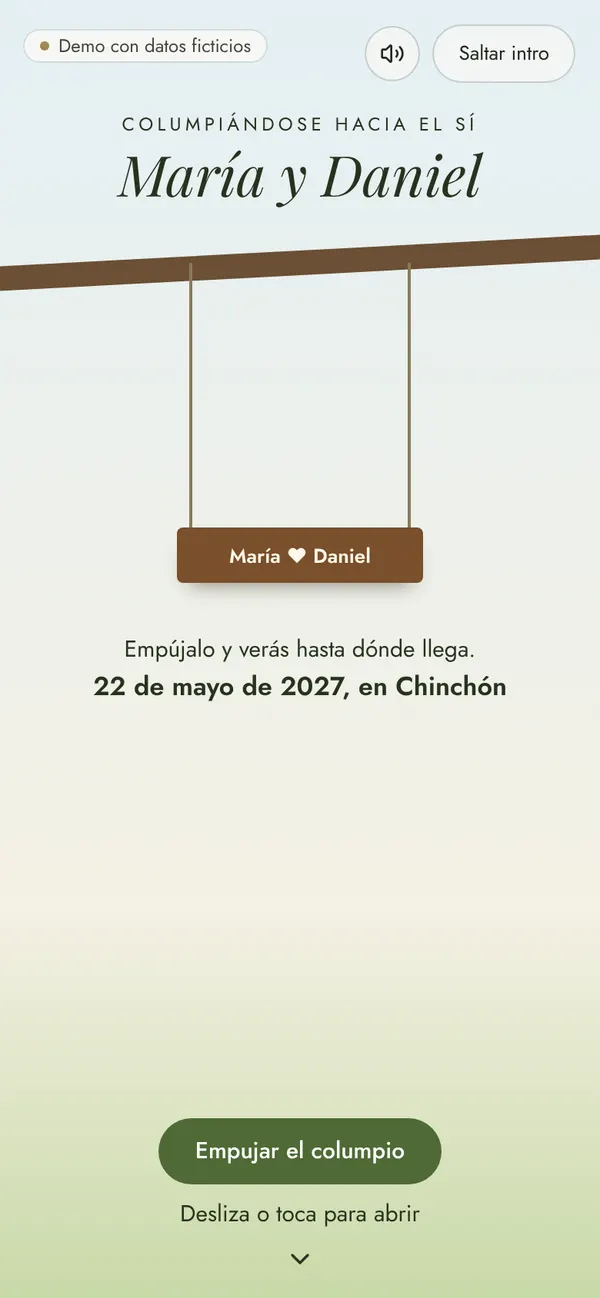 Demo con datos ficticios
Saltar intro
COLUMPIÁNDOSE HACIA EL SÍ
María y Daniel
María ♥ Daniel
Empújalo y verás hasta dónde llega.
22 de mayo de 2027, en Chinchón
Empujar el columpio
Desliza o toca para abrir